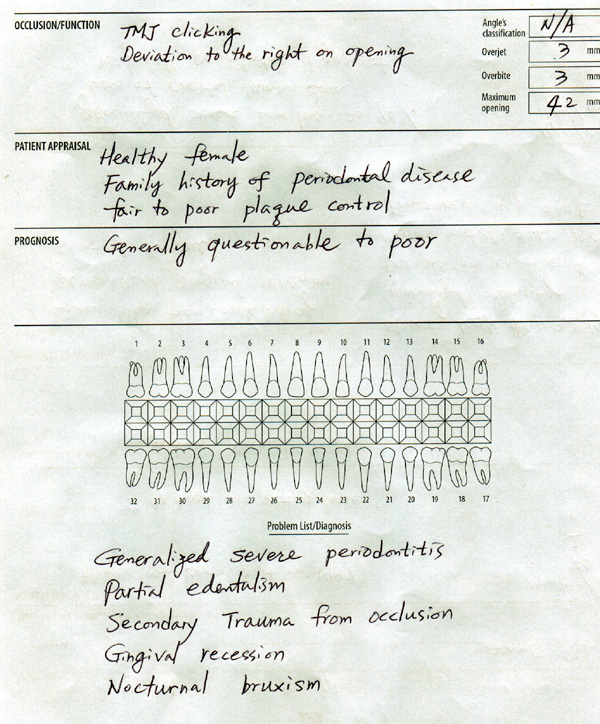 OCCLUSION/FUNCTION
TMJ clicking
Deviation to the right on opening
Angle's classification N/A
Overjet 3 mm
Overbite 3 mm
Maximum opening 42 mm
PATIENT APPRAISAL
Healthy female
Family history of periodontal disease
fair to poor plaque control
PROGNOSIS
Generally questionable to poor
1 2 3 4 5 6 7 8 9 10 11 12 13 14 15 16
32 31 30 29 28 27 26 25 24 23 22 21 20 19 18 17
Problem List/Diagnosis
Generalized severe periodontitis
Partial edentulism
Secondary Trauma from occlusion
Gingival recession
Nocturnal bruxism